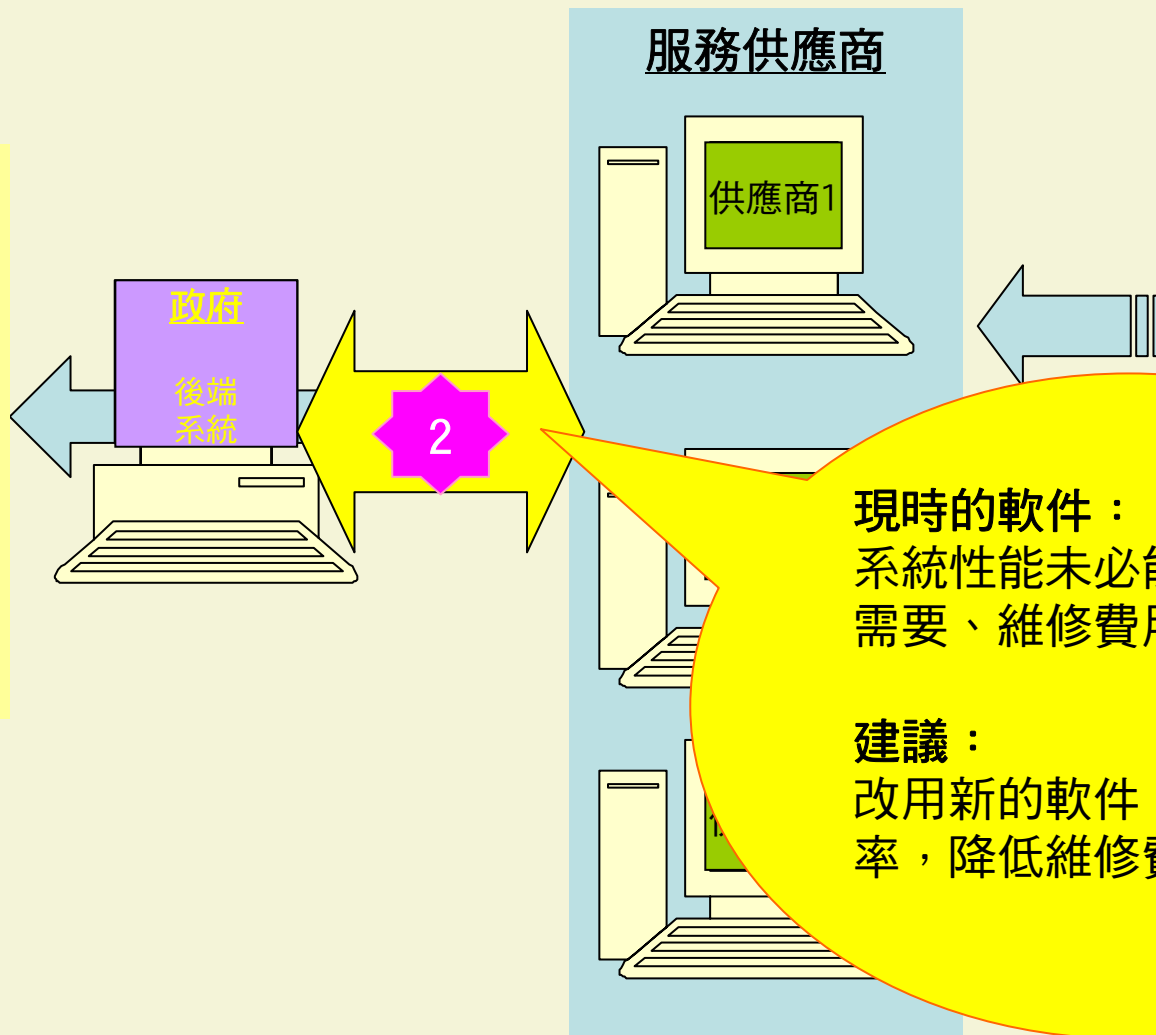 服務供應商
供應商1
政府
後端
系統
2
現時的軟件：
系統性能未必能
需要、維修費
建議：
改用新的軟件
率，降低維修費